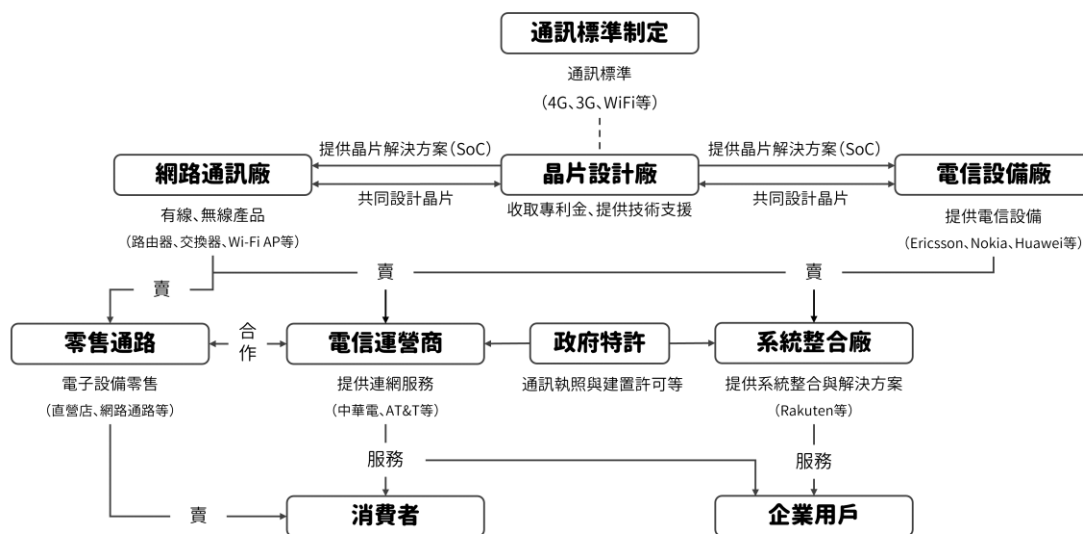 通訊標準制定
通訊標準
（4G、3G、WiFi等）
提供晶片解決方案（SoC）
提供晶片解決方案（SoC）
網路通訊廠
晶片設計廠
電信設備廠
共同設計晶片
共同設計晶片
有線、無線產品
（路由器、交換器、Wi-Fi AP等）
收取專利金、提供技術支援
提供電信設備
（Ericsson、Nokia、Huawei等）
賣
賣
賣
零售通路
合作
電信運營商
政府特許
系統整合廠
電子設備零售
（直營店、網路通路等）
提供連網服務
（中華電、AT&T等）
通訊執照與建置許可等
提供系統整合與解決方案
（Rakuten等）
服務
服務
賣
消費者
企業用戶